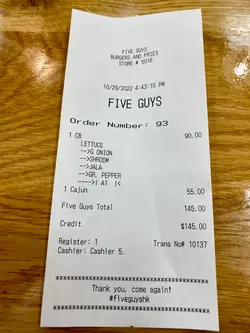 FIVE GUYS
BURGERS AND FRIES
STORE # 5016
10/29/2022 4:43:10 PM
FIVE GUYS
Order Number: 93
1 CB 90.00
LETTUCE
-->G ONION
-->SHROOM
-->JALA
-->GR. PEPPER
---->| A1 |<
1 Cajun 55.00
Five Guys Total 145.00
Credit $145.00
Register: 1 Trans No# 10137
Cashier: Cashier 5.
Thank you, come again!
#fiveguyshk